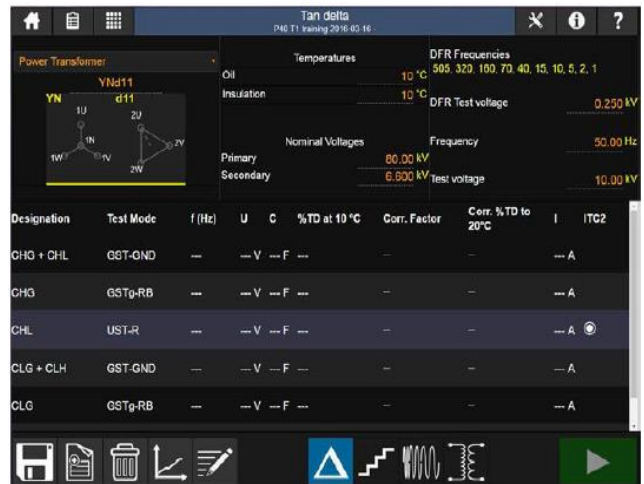 Tan delta
P40 T1 training 2016-03-16 -
?
Power Transformer
YNd11
YN
d11
1U
1N
1W
1V
2U
2V
2W
Temperatures
Oil 10 °C
Insulation 10 °C
Nominal Voltages
Primary 60.00 kV
Secondary 6.600 kV
DFR Frequencies
505, 320, 160, 70, 40, 15, 10, 5, 2, 1
DFR Test voltage 0.250 kV
Frequency 50.00 Hz
Test voltage 10.00 kV
Designation Test Mode f (Hz) U C %TD at 10 °C Corr. Factor Corr. %TD to 20°C I ITC2
CHG + CHL GST-GND --- --- V --- F --- -- -- --- A
CHG GSTg-RB --- --- V --- F --- -- -- --- A
CHL UST-R --- --- V --- F --- -- -- --- A
CLG + CLH GST-GND --- --- V --- F --- -- -- --- A
CLG GSTg-RB --- --- V --- F --- -- -- --- A